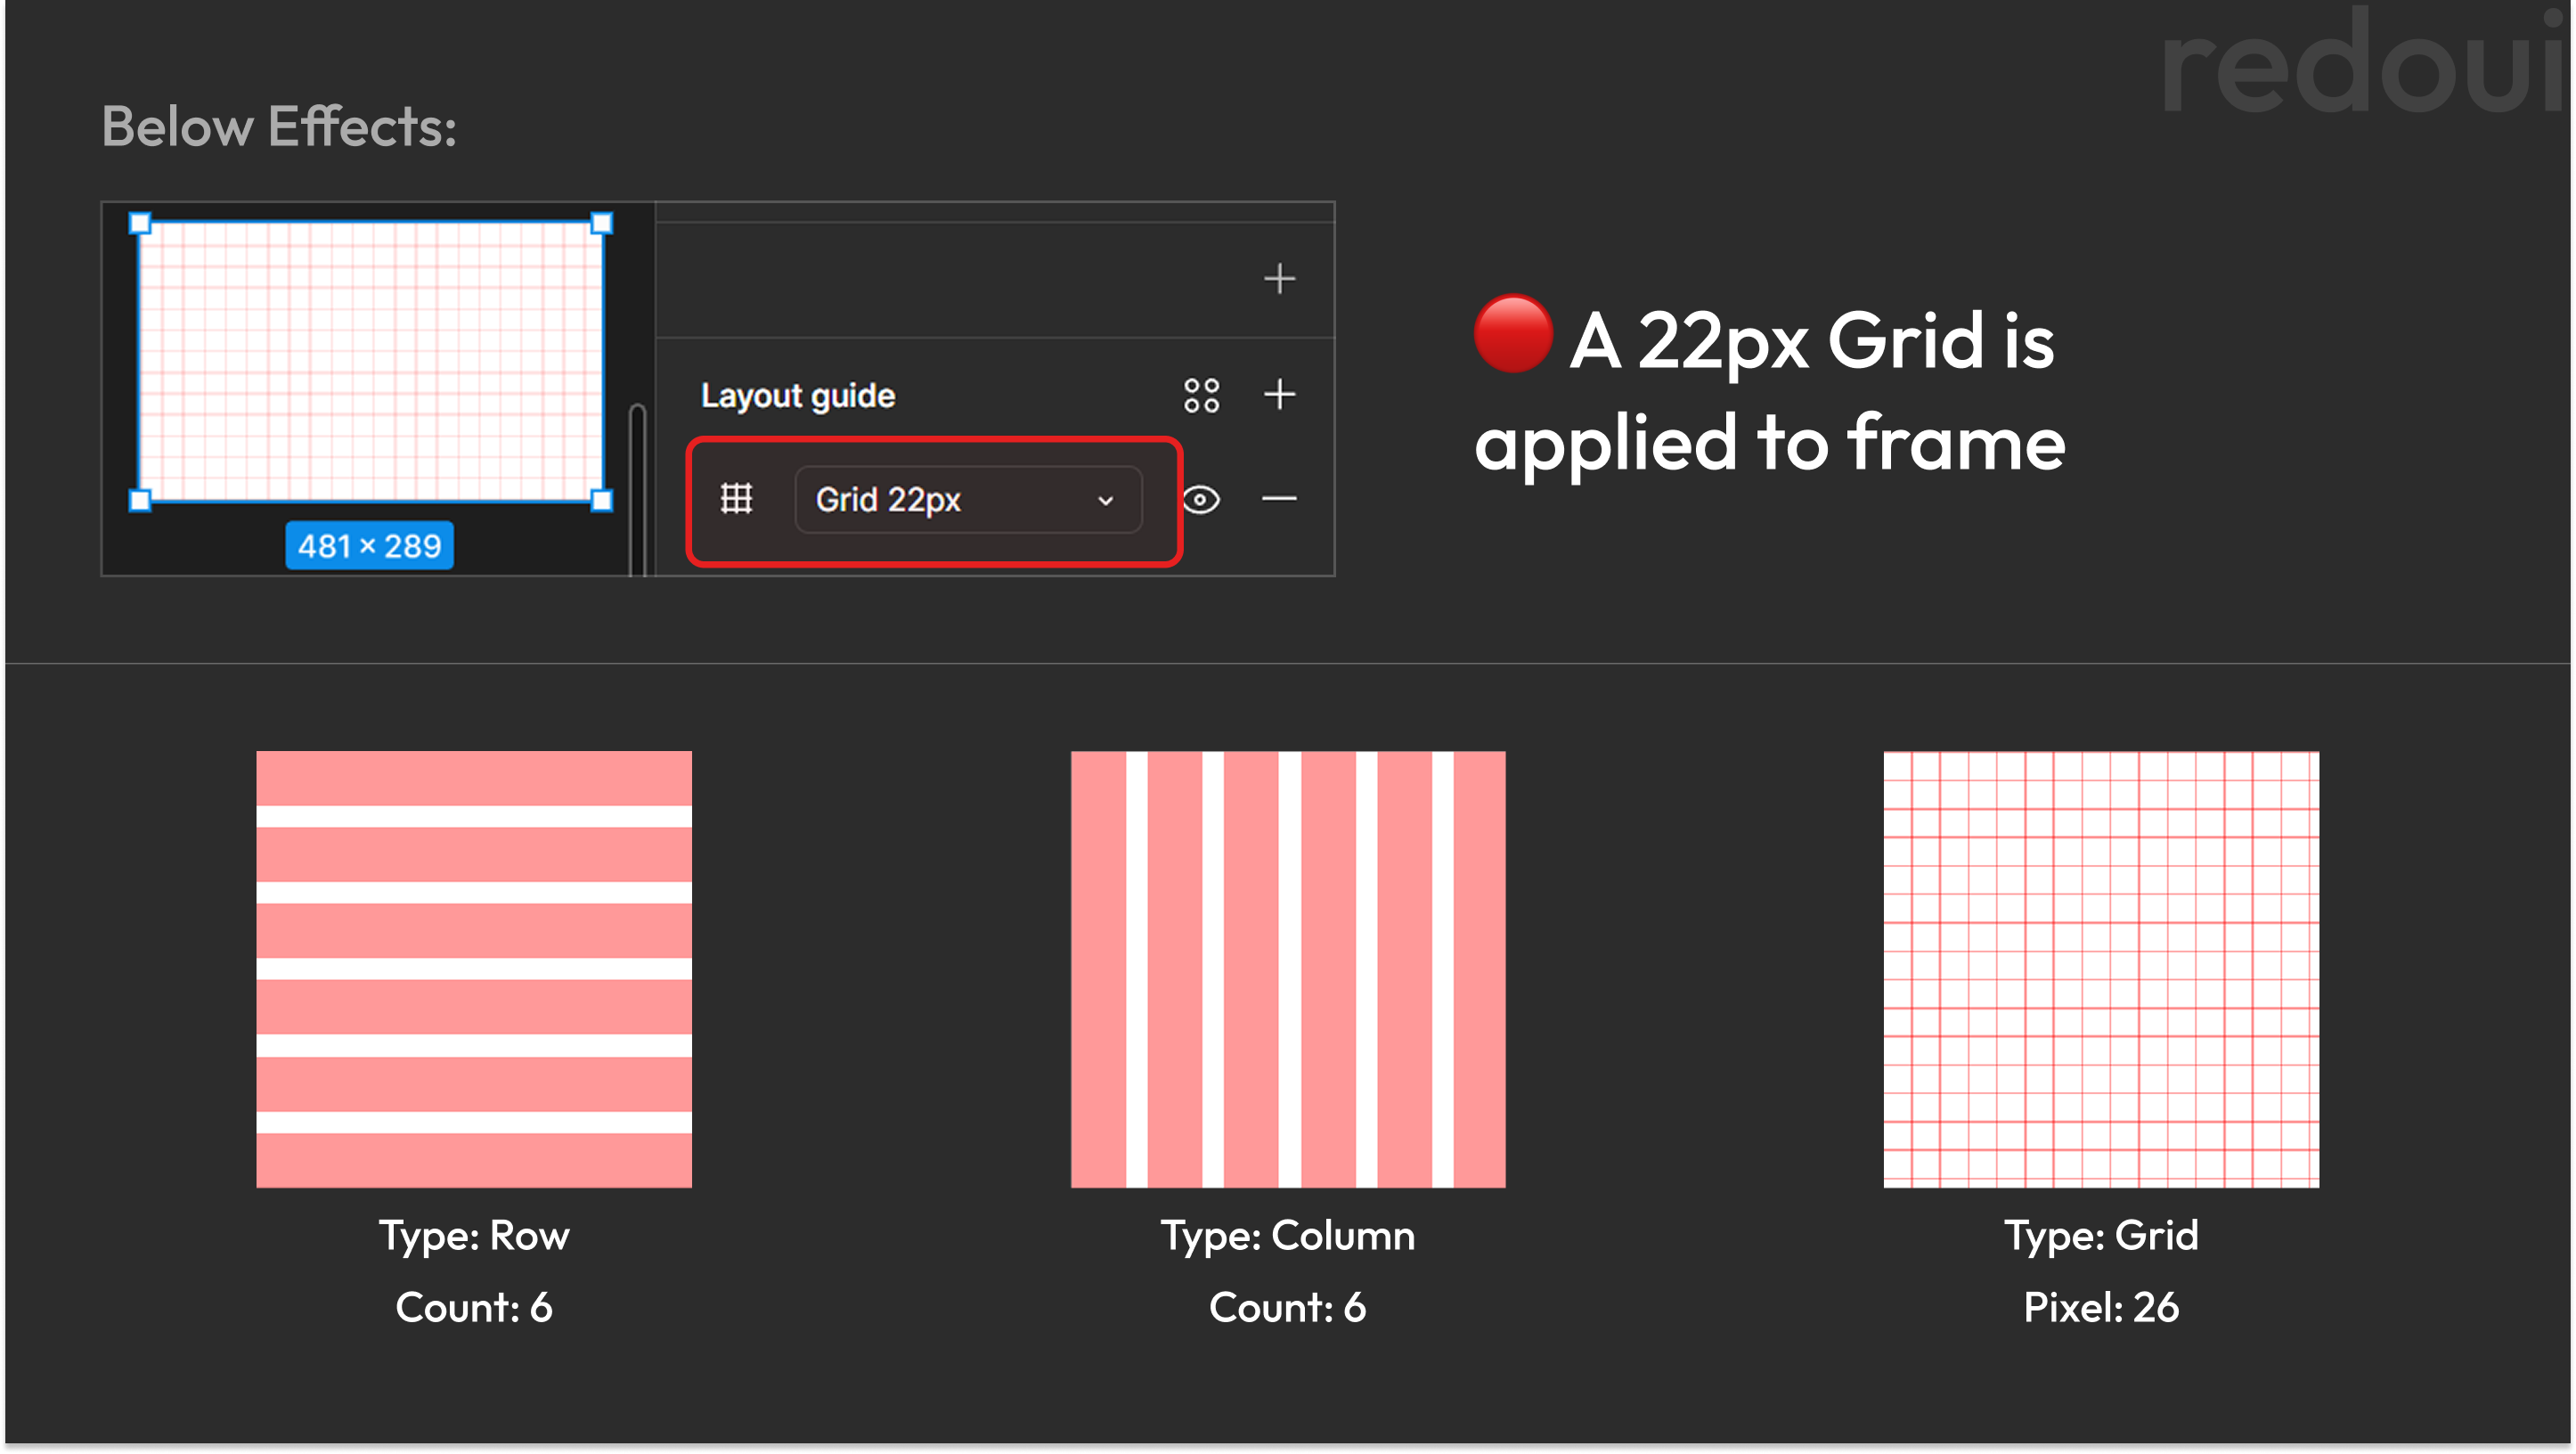 redoui
Below Effects:
Layout guide
Grid 22px
481 × 289
🔴 A 22px Grid is
applied to frame
Type: Row
Count: 6
Type: Column
Count: 6
Type: Grid
Pixel: 26